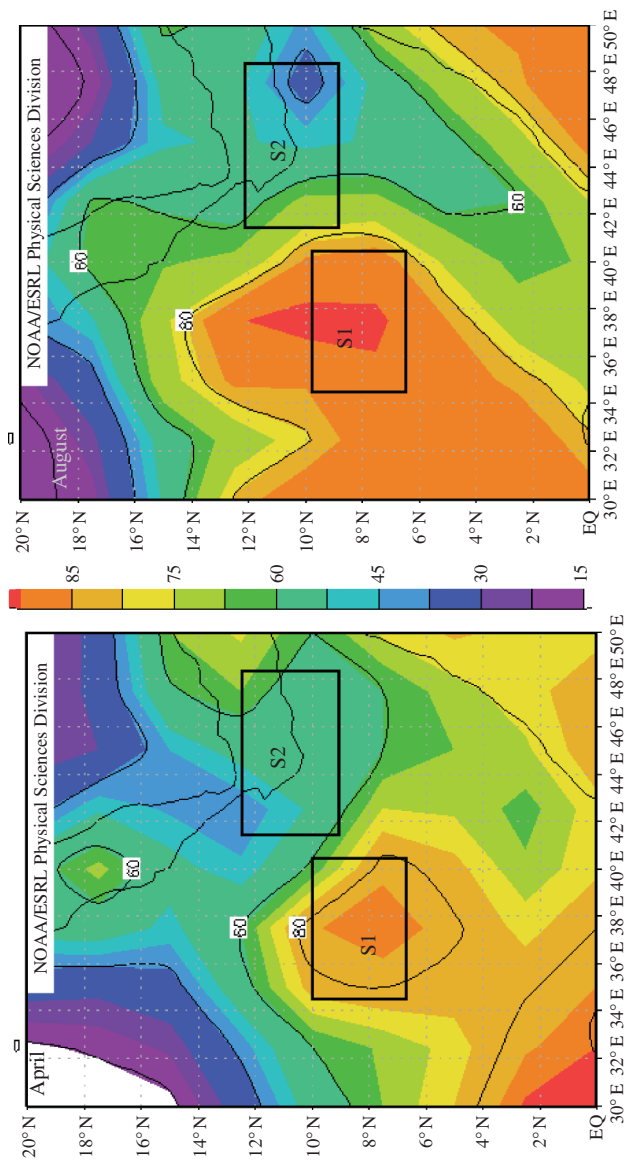 NOAA/ESRL Physical Sciences Division
April
20° N
18° N
16° N
14° N
12° N
10° N
8° N
6° N
4° N
2° N
EQ
30° E 32° E 34° E 36° E 38° E 40° E 42° E 44° E 46° E 48° E 50° E
60
60
80
S1
S2
85
75
60
45
30
15
NOAA/ESRL Physical Sciences Division
August
20° N
18° N
16° N
14° N
12° N
10° N
8° N
6° N
4° N
2° N
EQ
30° E 32° E 34° E 36° E 38° E 40° E 42° E 44° E 46° E 48° E 50° E
60
80
60
S1
S2